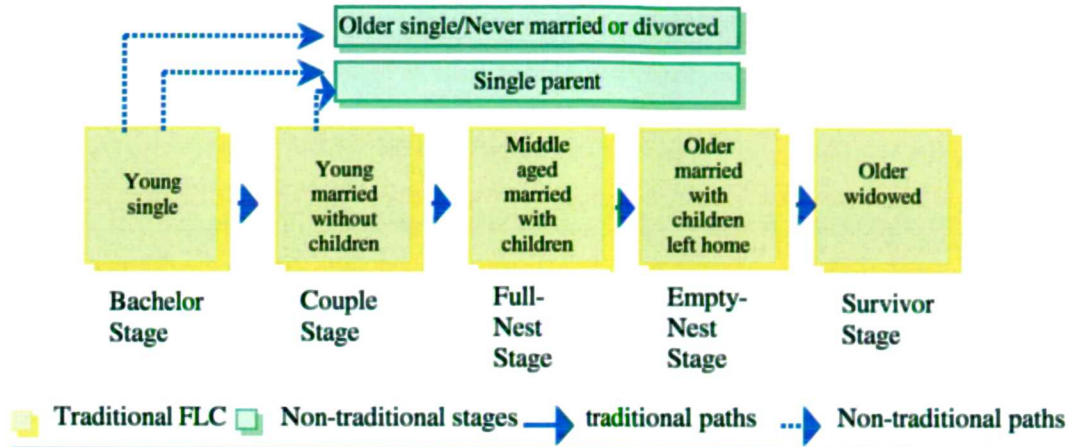 Older single/Never married or divorced
Single parent
Young
single
Young
married
without
children
Middle
aged
married
with
children
Older
married
with
children
left home
Older
widowed
Bachelor
Stage
Couple
Stage
Full-
Nest
Stage
Empty-
Nest
Stage
Survivor
Stage
Traditional FLC Non-traditional stages traditional paths Non-traditional paths